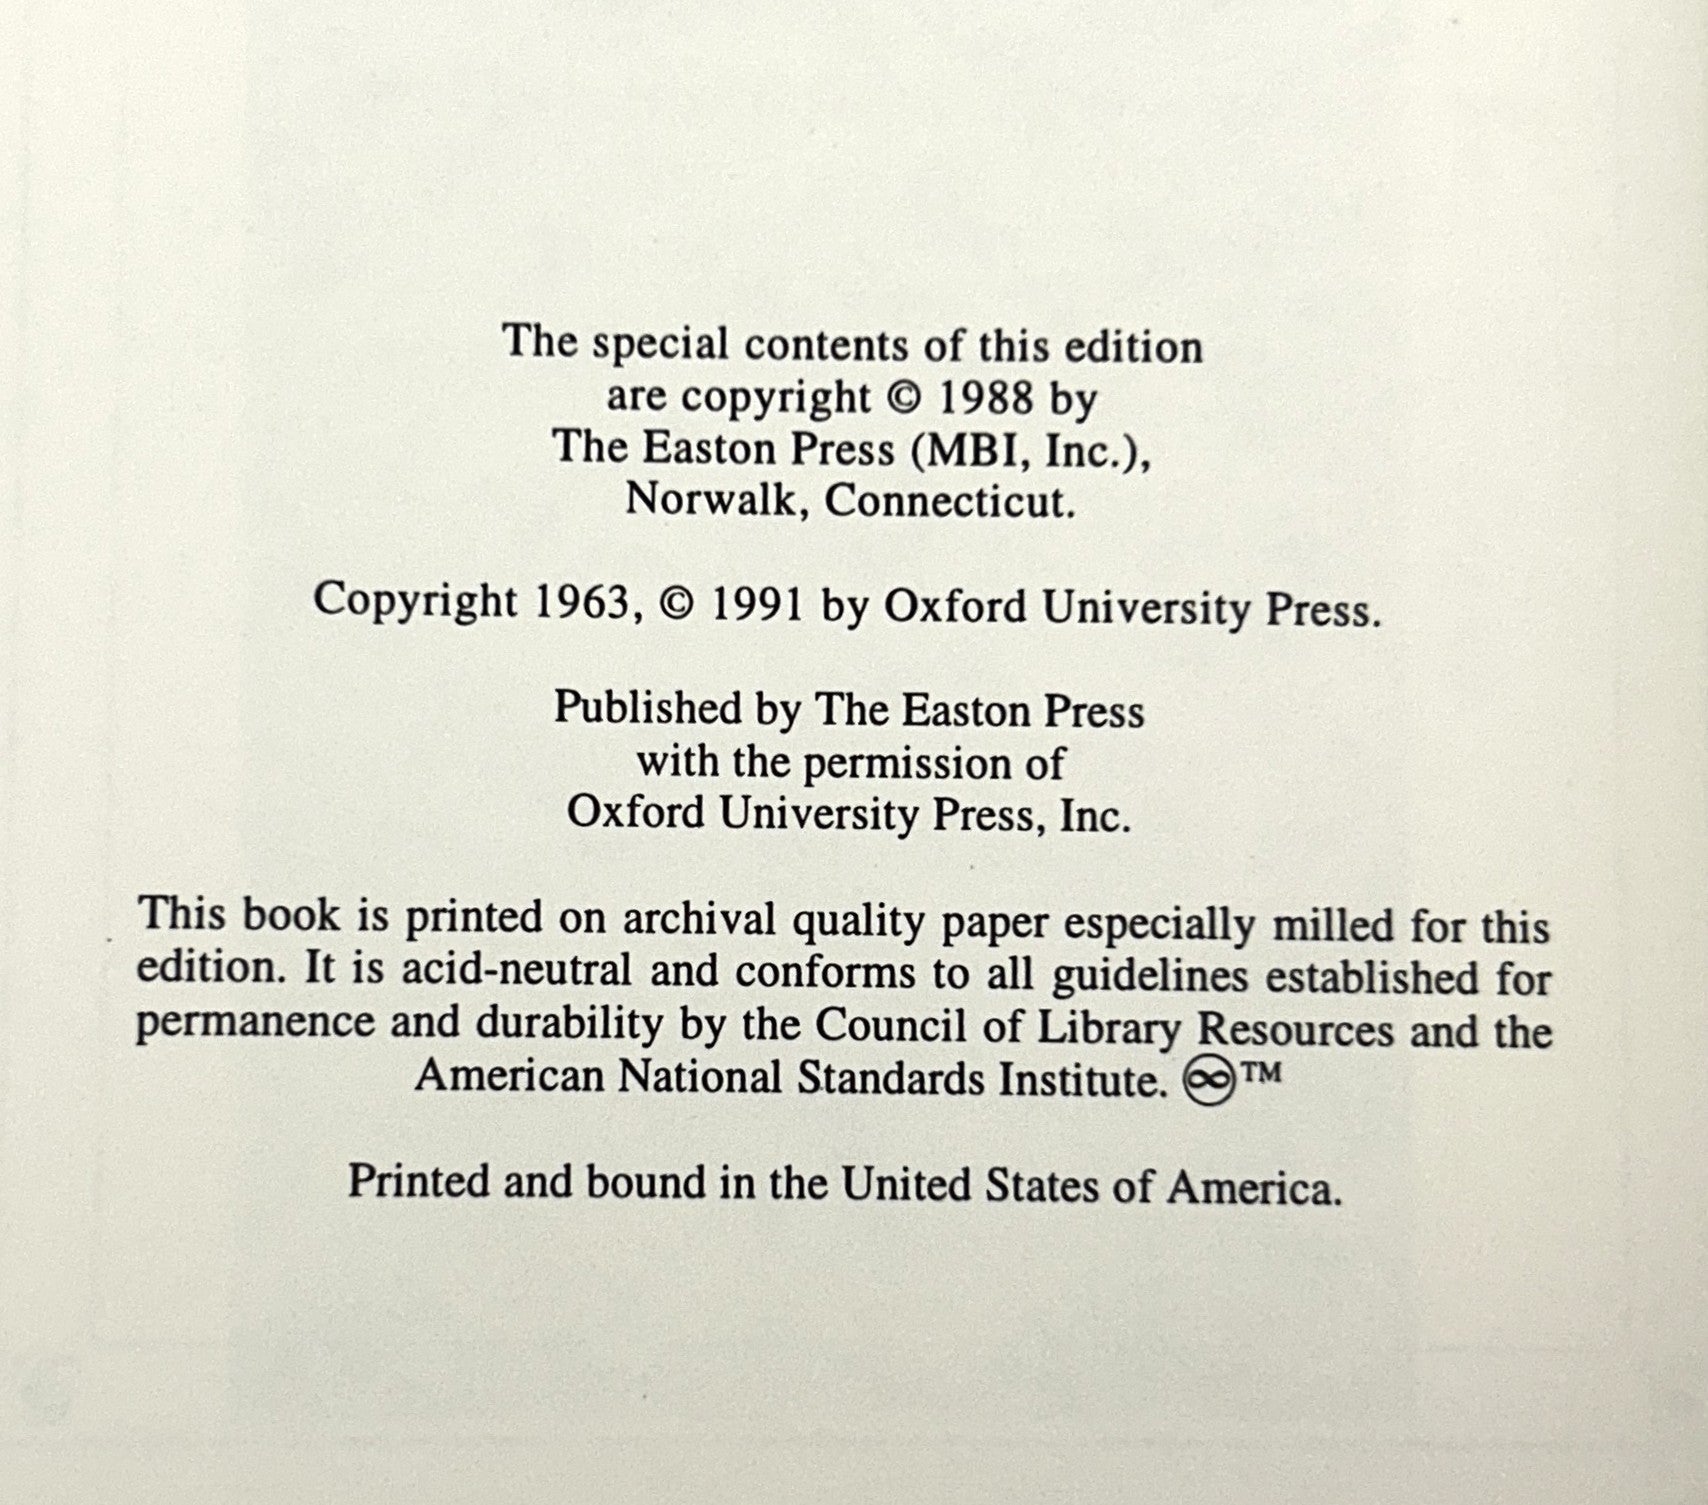 The special contents of this edition
are copyright © 1988 by
The Easton Press (MBI, Inc.),
Norwalk, Connecticut.
Copyright 1963, © 1991 by Oxford University Press.
Published by The Easton Press
with the permission of
Oxford University Press, Inc.
This book is printed on archival quality paper especially milled for this
edition. It is acid-neutral and conforms to all guidelines established for
permanence and durability by the Council of Library Resources and the
American National Standards Institute. ♾™
Printed and bound in the United States of America.